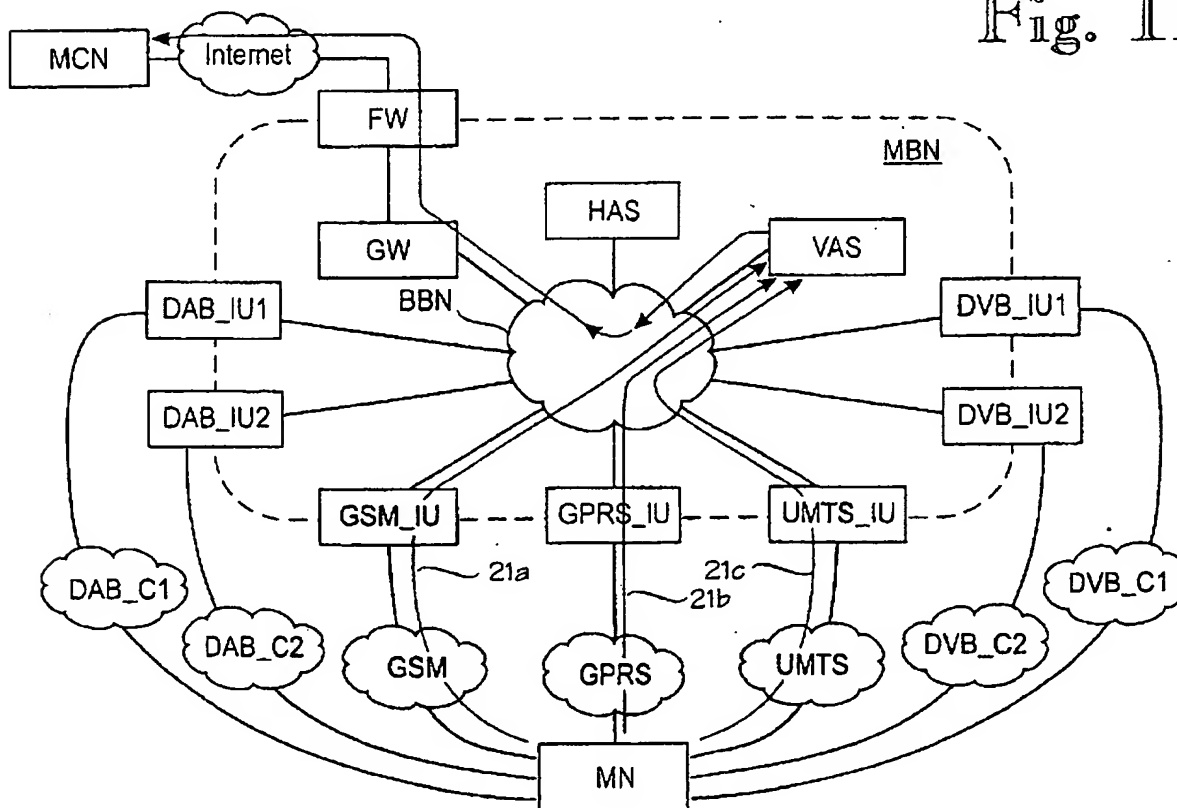 Fig. 1
MCN
Internet
FW
MBN
HAS
GW
VAS
BBN
DAB_IU1
DVB_IU1
DAB_IU2
DVB_IU2
GSM_IU
GPRS_IU
UMTS_IU
21a
21b
21c
DAB_C1
DVB_C1
DAB_C2
DVB_C2
GSM
GPRS
UMTS
MN